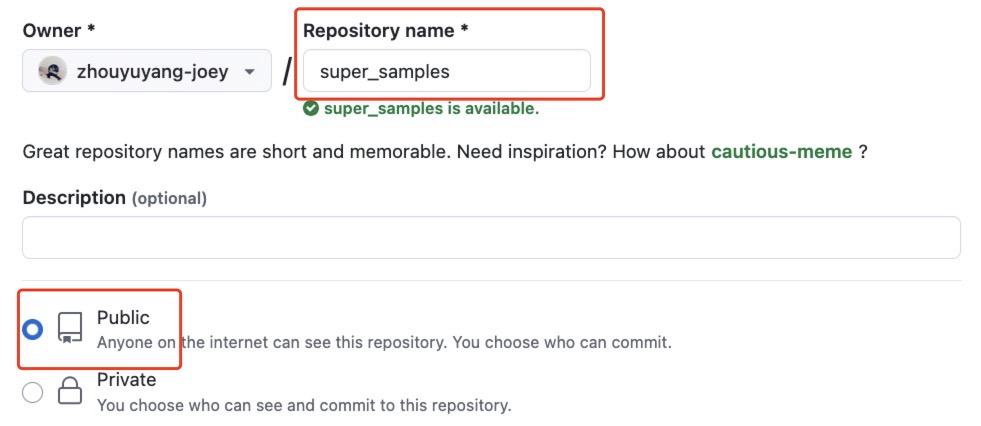 Owner *
Repository name *
zhouyuyang-joey / super_samples
super_samples is available.
Great repository names are short and memorable. Need inspiration? How about cautious-meme ?
Description (optional)
Public
Anyone on the internet can see this repository. You choose who can commit.
Private
You choose who can see and commit to this repository.